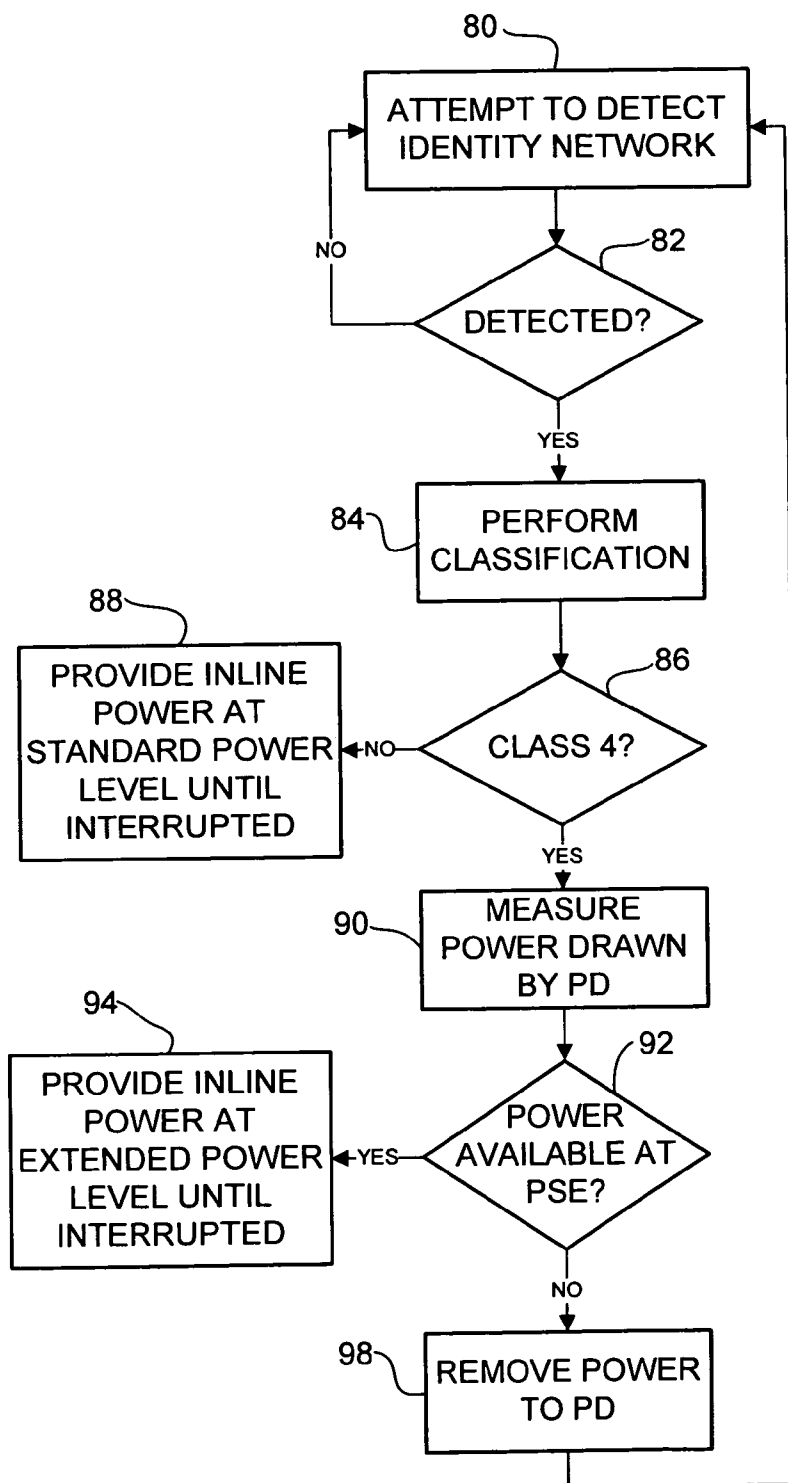 80
ATTEMPT TO DETECT
IDENTITY NETWORK
NO
82
DETECTED?
YES
84
PERFORM
CLASSIFICATION
88
PROVIDE INLINE
POWER AT
STANDARD POWER
LEVEL UNTIL
INTERRUPTED
86
CLASS 4?
NO
YES
90
MEASURE
POWER DRAWN
BY PD
94
PROVIDE INLINE
POWER AT
EXTENDED POWER
LEVEL UNTIL
INTERRUPTED
92
POWER
AVAILABLE AT
PSE?
YES
NO
98
REMOVE POWER
TO PD